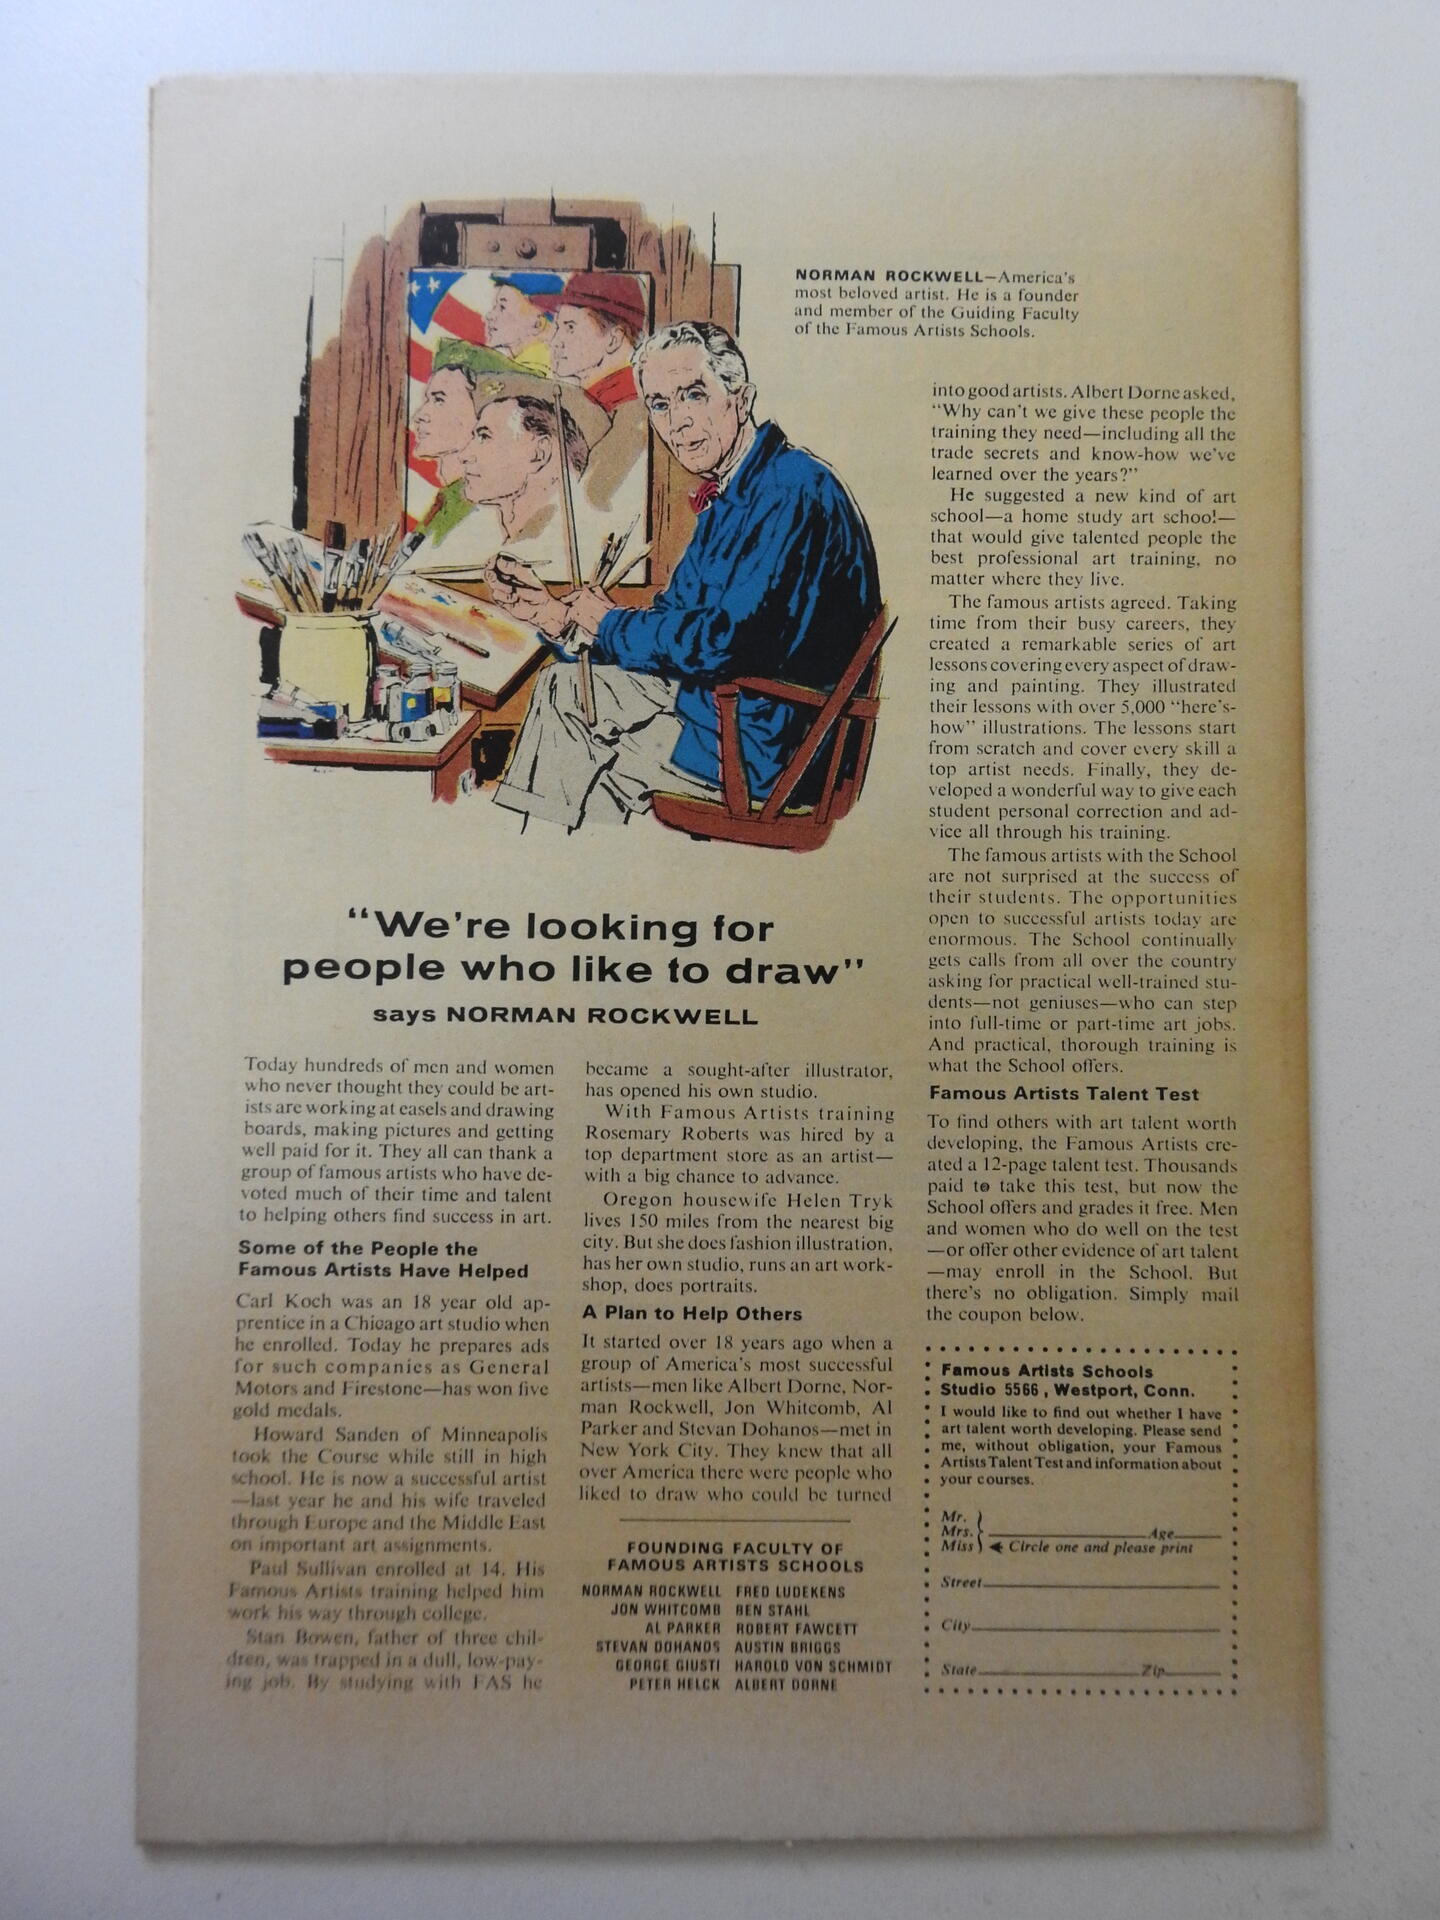 NORMAN ROCKWELL—America's
most beloved artist. He is a founder
and member of the Guiding Faculty
of the Famous Artists Schools.
"We're looking for
people who like to draw"
says NORMAN ROCKWELL
Today hundreds of men and women
who never thought they could be art-
ists are working at easels and drawing
boards, making pictures and getting
well paid for it. They all can thank a
group of famous artists who have de-
voted much of their time and talent
to helping others find success in art.
Some of the People the
Famous Artists Have Helped
Carl Koch was an 18 year old ap-
prentice in a Chicago art studio when
he enrolled. Today he prepares ads
for such companies as General
Motors and Firestone—has won five
gold medals.
Howard Sanden of Minneapolis
took the Course while still in high
school. He is now a successful artist
—last year he and his wife traveled
through Europe and the Middle East
on important art assignments.
Paul Sullivan enrolled at 14. His
Famous Artists training helped him
work his way through college.
Stan Bowen, father of three chil-
dren, was trapped in a dull, low-pay-
ing job. By studying with FAS he
became a sought-after illustrator,
has opened his own studio.
With Famous Artists training
Rosemary Roberts was hired by a
top department store as an artist—
with a big chance to advance.
Oregon housewife Helen Tryk
lives 150 miles from the nearest big
city. But she does fashion illustration,
has her own studio, runs an art work-
shop, does portraits.
A Plan to Help Others
It started over 18 years ago when a
group of America's most successful
artists—men like Albert Dorne, Nor-
man Rockwell, Jon Whitcomb, Al
Parker and Stevan Dohanos—met in
New York City. They knew that all
over America there were people who
liked to draw who could be turned
FOUNDING FACULTY OF
FAMOUS ARTISTS SCHOOLS
NORMAN ROCKWELL FRED LUDEKENS
JON WHITCOMB BEN STAHL
AL PARKER ROBERT FAWCETT
STEVAN DOHANOS AUSTIN BRIGGS
GEORGE GIUSTI HAROLD VON SCHMIDT
PETER HELCK ALBERT DORNE
into good artists. Albert Dorne asked,
"Why can't we give these people the
training they need—including all the
trade secrets and know-how we've
learned over the years?"
He suggested a new kind of art
school—a home study art school—
that would give talented people the
best professional art training, no
matter where they live.
The famous artists agreed. Taking
time from their busy careers, they
created a remarkable series of art
lessons covering every aspect of draw-
ing and painting. They illustrated
their lessons with over 5,000 "here's-
how" illustrations. The lessons start
from scratch and cover every skill a
top artist needs. Finally, they de-
veloped a wonderful way to give each
student personal correction and ad-
vice all through his training.
The famous artists with the School
are not surprised at the success of
their students. The opportunities
open to successful artists today are
enormous. The School continually
gets calls from all over the country
asking for practical well-trained stu-
dents—not geniuses—who can step
into full-time or part-time art jobs.
And practical, thorough training is
what the School offers.
Famous Artists Talent Test
To find others with art talent worth
developing, the Famous Artists cre-
ated a 12-page talent test. Thousands
paid to take this test, but now the
School offers and grades it free. Men
and women who do well on the test
—or offer other evidence of art talent
—may enroll in the School. But
there's no obligation. Simply mail
the coupon below.
Famous Artists Schools
Studio 5566, Westport, Conn.
I would like to find out whether I have
art talent worth developing. Please send
me, without obligation, your Famous
Artists Talent Test and information about
your courses.
Mr.
Mrs. Age
Miss Circle one and please print
Street
City
State Zip